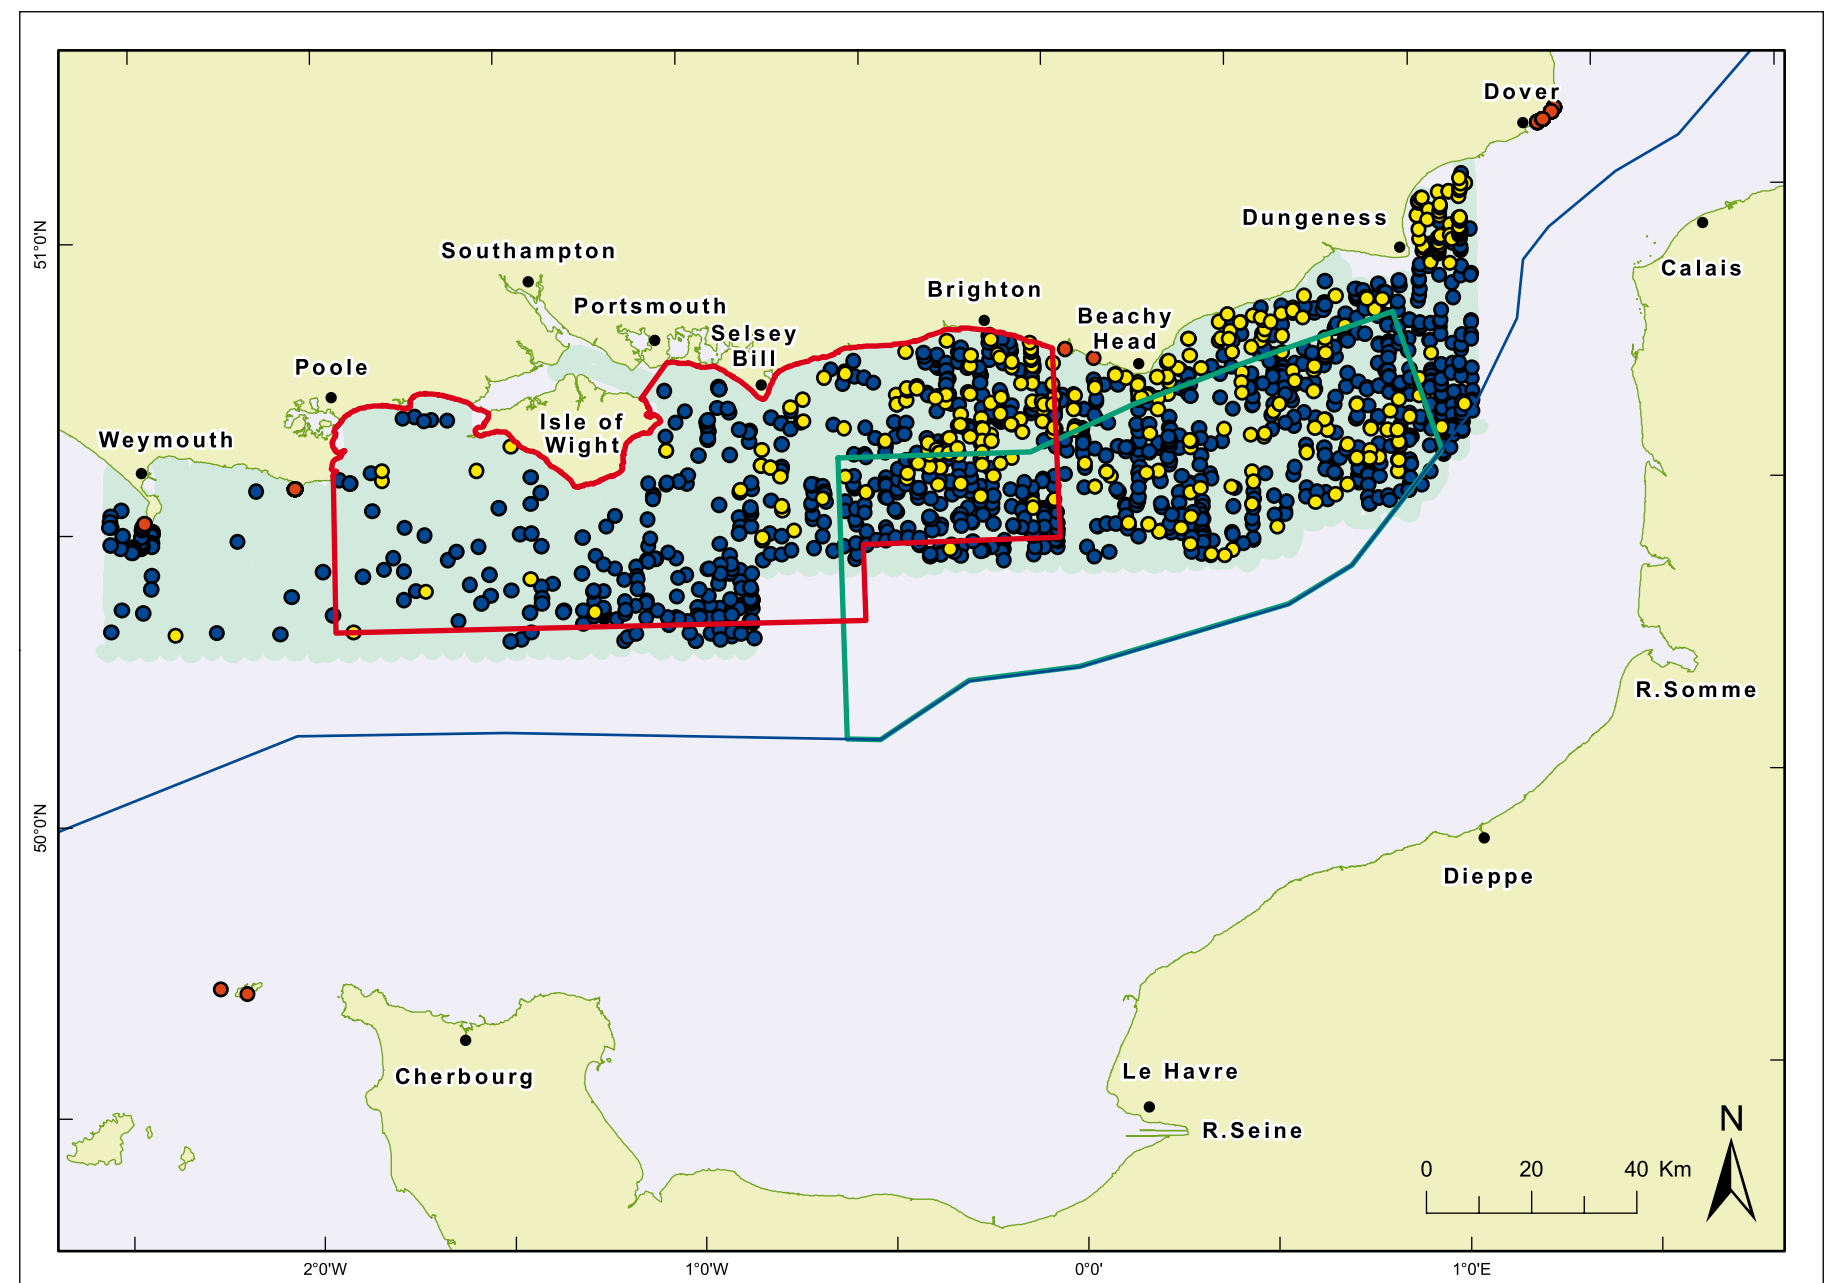 Dover
Dungeness
51°0'N
Southampton
Calais
Brighton
Portsmouth
Beachy
Head
Selsey
Bill
Poole
Isle of
Wight
Weymouth
R.Somme
50°0'N
Dieppe
Le Havre
Cherbourg
N
R.Seine
0 20 40 Km
2°0'W 1°0'W 0°0' 1°0'E